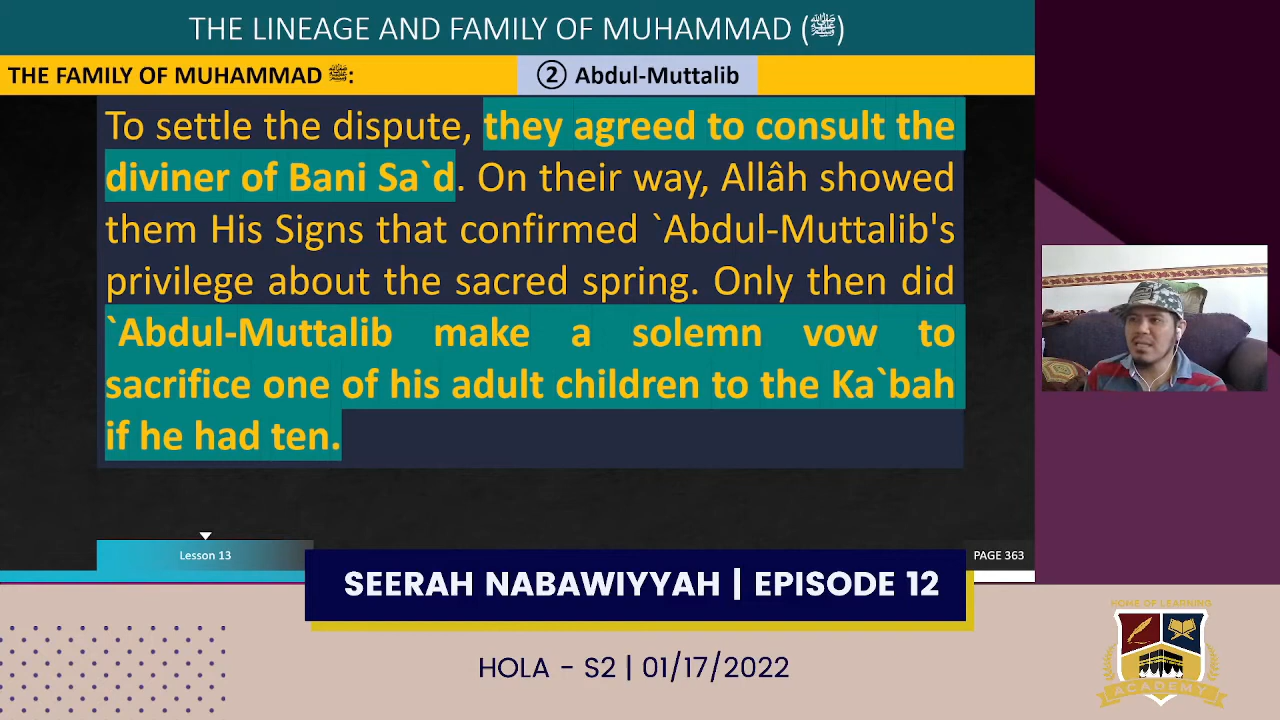 THE LINEAGE AND FAMILY OF MUHAMMAD (ﷺ)
THE FAMILY OF MUHAMMAD ﷺ:
② Abdul-Muttalib
To settle the dispute, they agreed to consult the
diviner of Bani Sa`d. On their way, Allâh showed
them His Signs that confirmed `Abdul-Muttalib's
privilege about the sacred spring. Only then did
`Abdul-Muttalib make a solemn vow to
sacrifice one of his adult children to the Ka`bah
if he had ten.
Lesson 13
PAGE 363
SEERAH NABAWIYYAH | EPISODE 12
HOLA - S2 | 01/17/2022
HOME OF LEARNING
ACADEMY